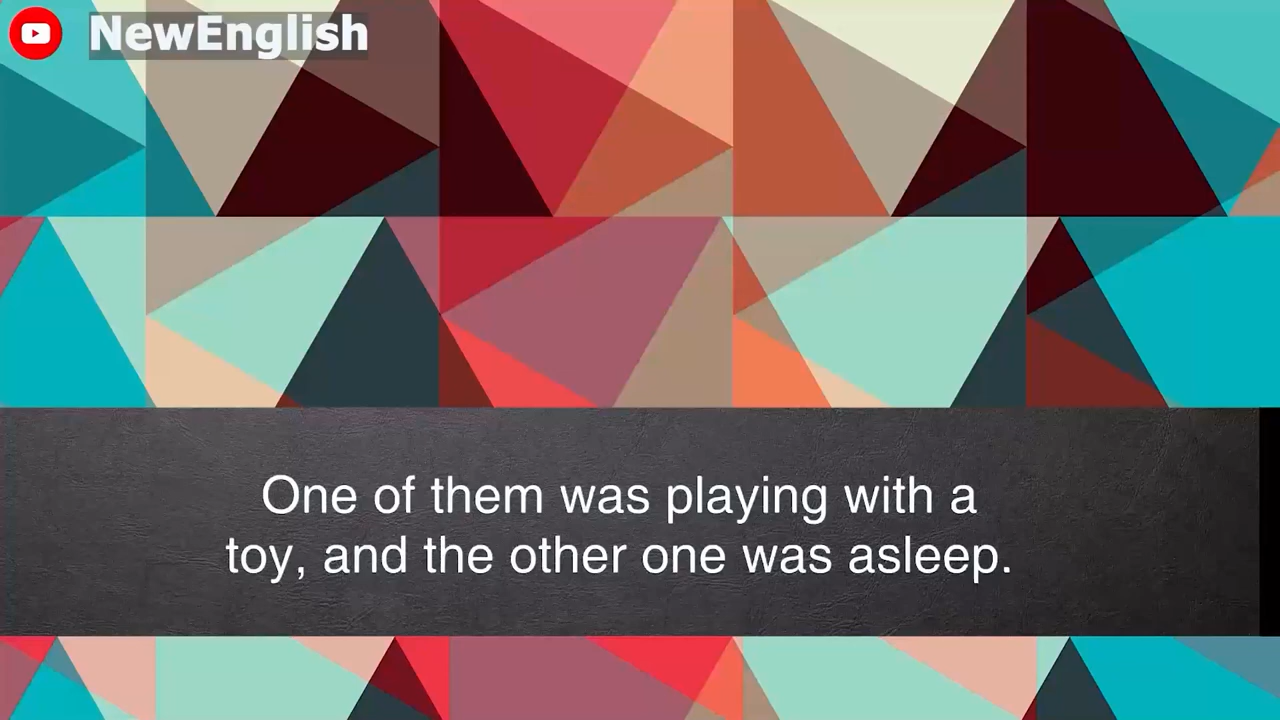 NewEnglish
One of them was playing with a
toy, and the other one was asleep.